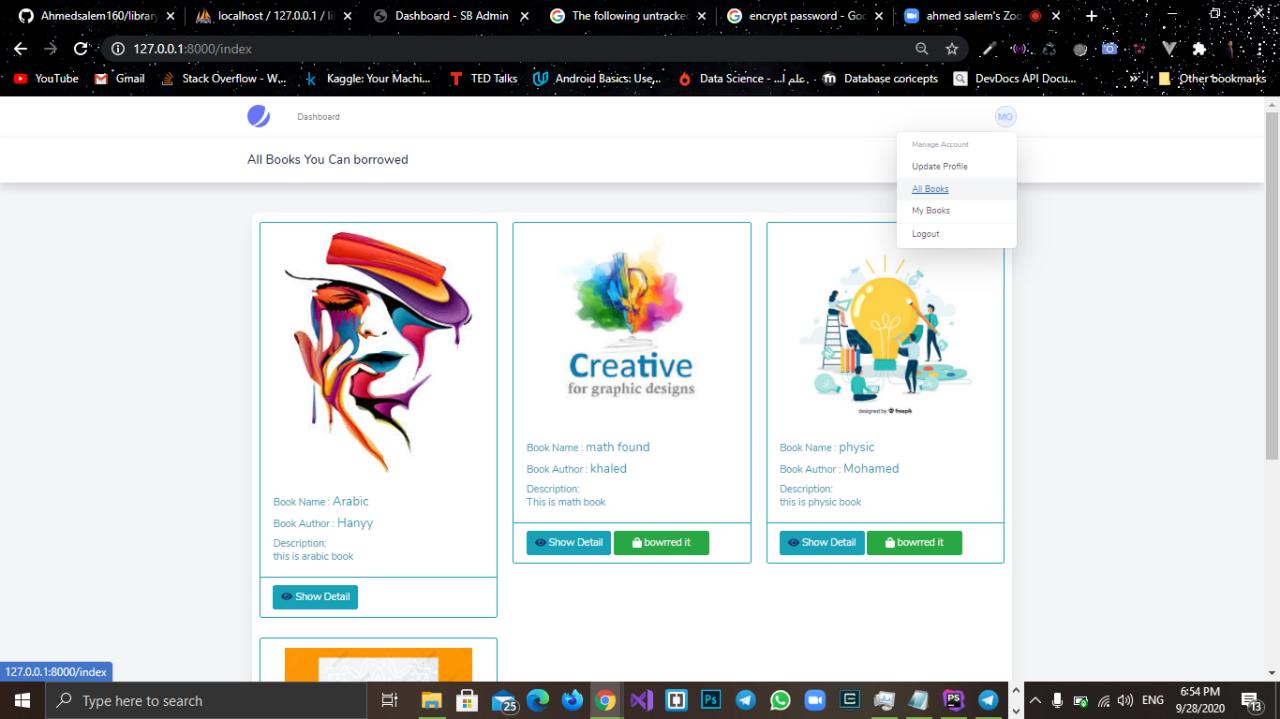 Ahmedsalem160/library
localhost / 127.0.0.1 / li
Dashboard - SB Admin
The following untracke
encrypt password - Goo
ahmed salem's Zoo
127.0.0.1:8000/index
YouTube
Gmail
Stack Overflow - W...
Kaggle: Your Machi...
TED Talks
Android Basics: Use...
Data Science - ...علم أ
Database concepts
DevDocs API Docu...
Other bookmarks
Dashboard
MO
All Books You Can borrowed
Manage Account
Update Profile
All Books
My Books
Logout
Book Name : Arabic
Book Author : Hanyy
Description:
this is arabic book
Show Detail
Creative
for graphic designs
Book Name : math found
Book Author : khaled
Description:
This is math book
Show Detail
bowrred it
designed by freepik
Book Name : physic
Book Author : Mohamed
Description:
this is physic book
Show Detail
bowrred it
127.0.0.1:8000/index
Type here to search
25
Ps
PS
ENG
6:54 PM
9/28/2020
13